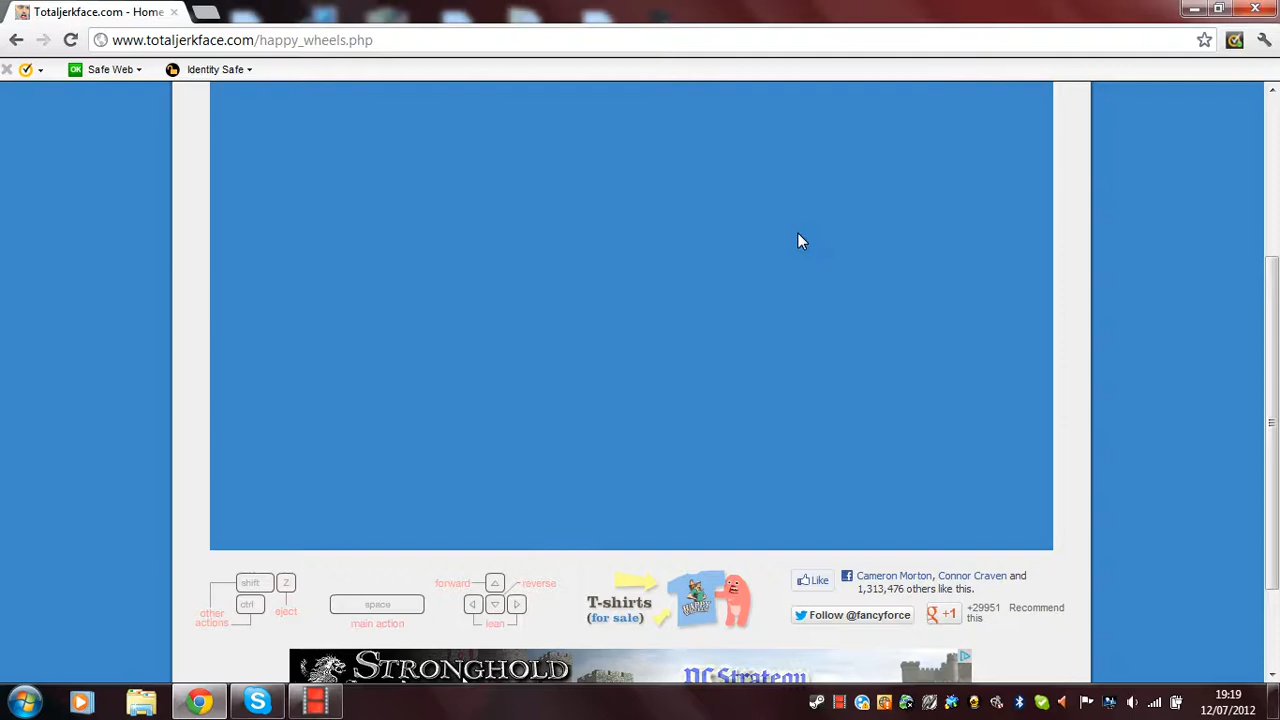 Totaljerkface.com - Home
www.totaljerkface.com/happy_wheels.php
OK Safe Web Identity Safe
shift Z
ctrl
other
actions
eject
space
main action
forward reverse
lean
T-shirts
(for sale)
HAPPY
Like Cameron Morton, Connor Craven and
1,313,476 others like this.
Follow @fancyforce
+1 +29951 Recommend
this
STRONGHOLD
19:19
12/07/2012